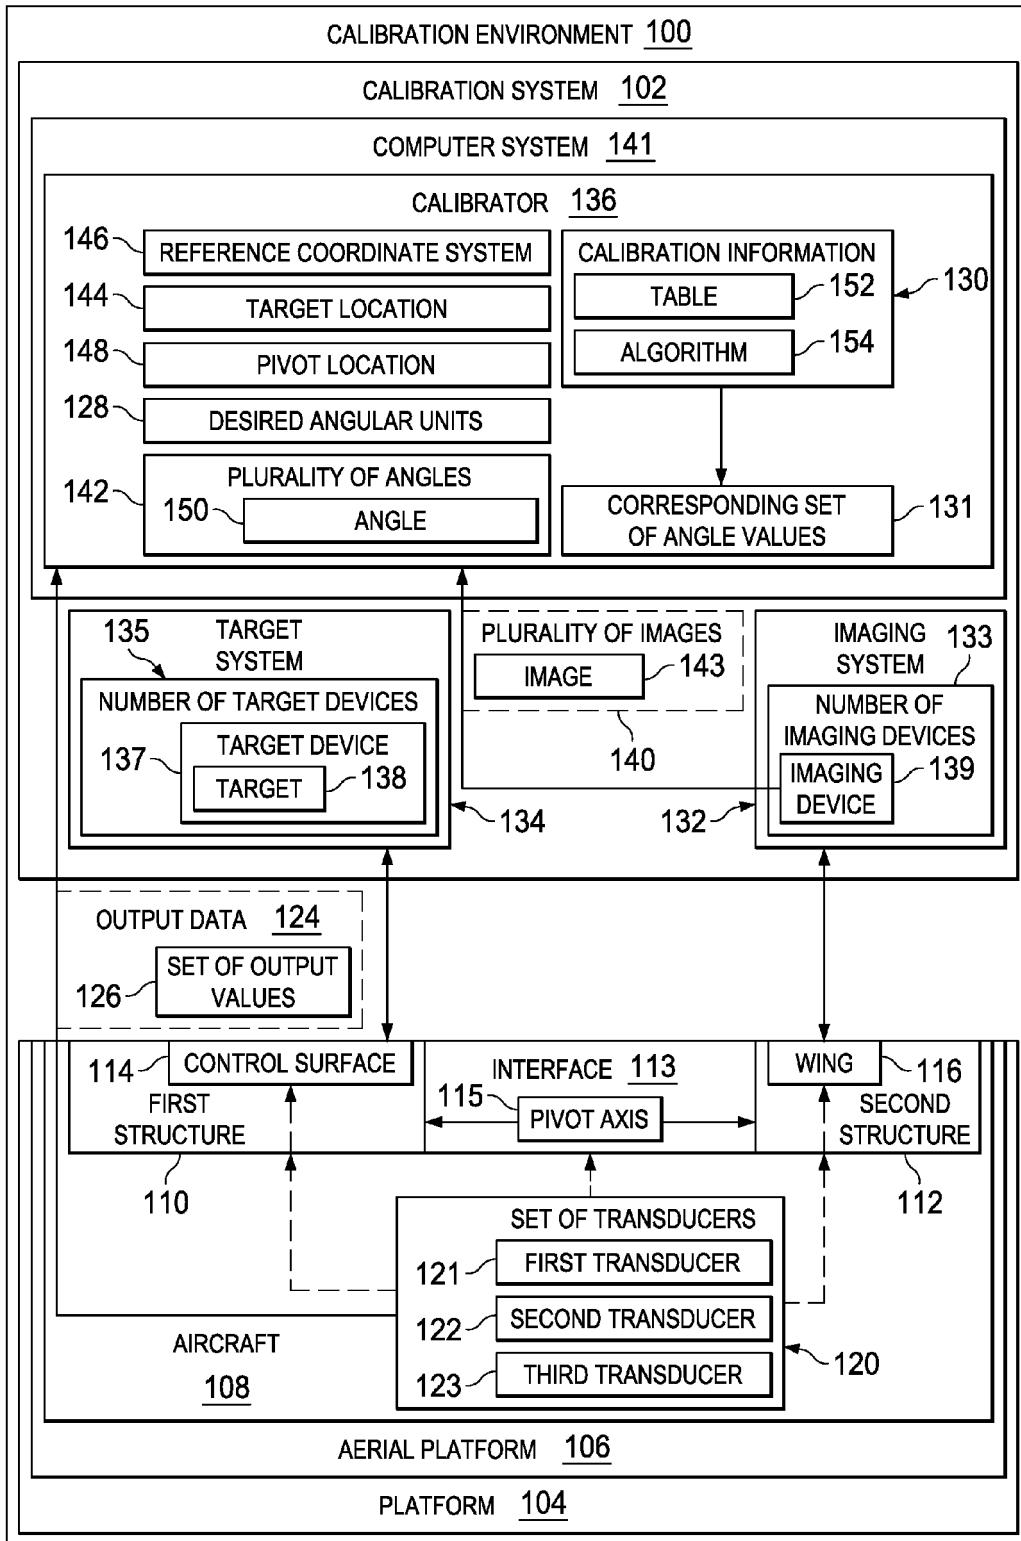 CALIBRATION ENVIRONMENT 100
CALIBRATION SYSTEM 102
COMPUTER SYSTEM 141
CALIBRATOR 136
146
REFERENCE COORDINATE SYSTEM
144
TARGET LOCATION
148
PIVOT LOCATION
128
DESIRED ANGULAR UNITS
142
PLURALITY OF ANGLES
150
ANGLE
CALIBRATION INFORMATION
TABLE
152
130
ALGORITHM
154
CORRESPONDING SET
OF ANGLE VALUES
131
135
TARGET
SYSTEM
NUMBER OF TARGET DEVICES
TARGET DEVICE
137
TARGET
138
134
PLURALITY OF IMAGES
IMAGE
143
140
IMAGING
SYSTEM
133
NUMBER OF
IMAGING DEVICES
IMAGING
DEVICE
139
132
OUTPUT DATA 124
SET OF OUTPUT
VALUES
126
114
CONTROL SURFACE
FIRST
STRUCTURE
110
INTERFACE 113
115
PIVOT AXIS
WING
116
SECOND
STRUCTURE
112
SET OF TRANSDUCERS
121
FIRST TRANSDUCER
122
SECOND TRANSDUCER
123
THIRD TRANSDUCER
120
AIRCRAFT
108
AERIAL PLATFORM 106
PLATFORM 104